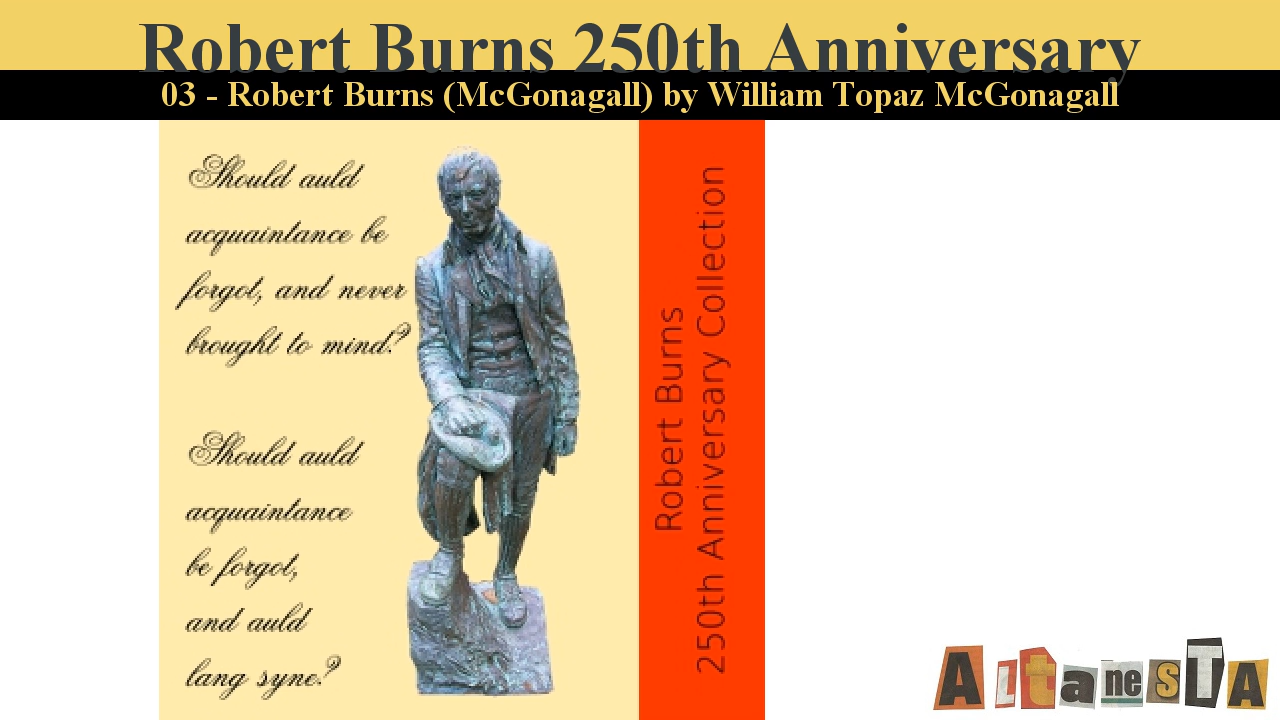 Robert Burns 250th Anniversary
03 - Robert Burns (McGonagall) by William Topaz McGonagall
Should auld
acquaintance be
forgot, and never
brought to mind?
Should auld
acquaintance
be forgot,
and auld
lang syne?
Robert Burns
250th Anniversary Collection
AltanesTA